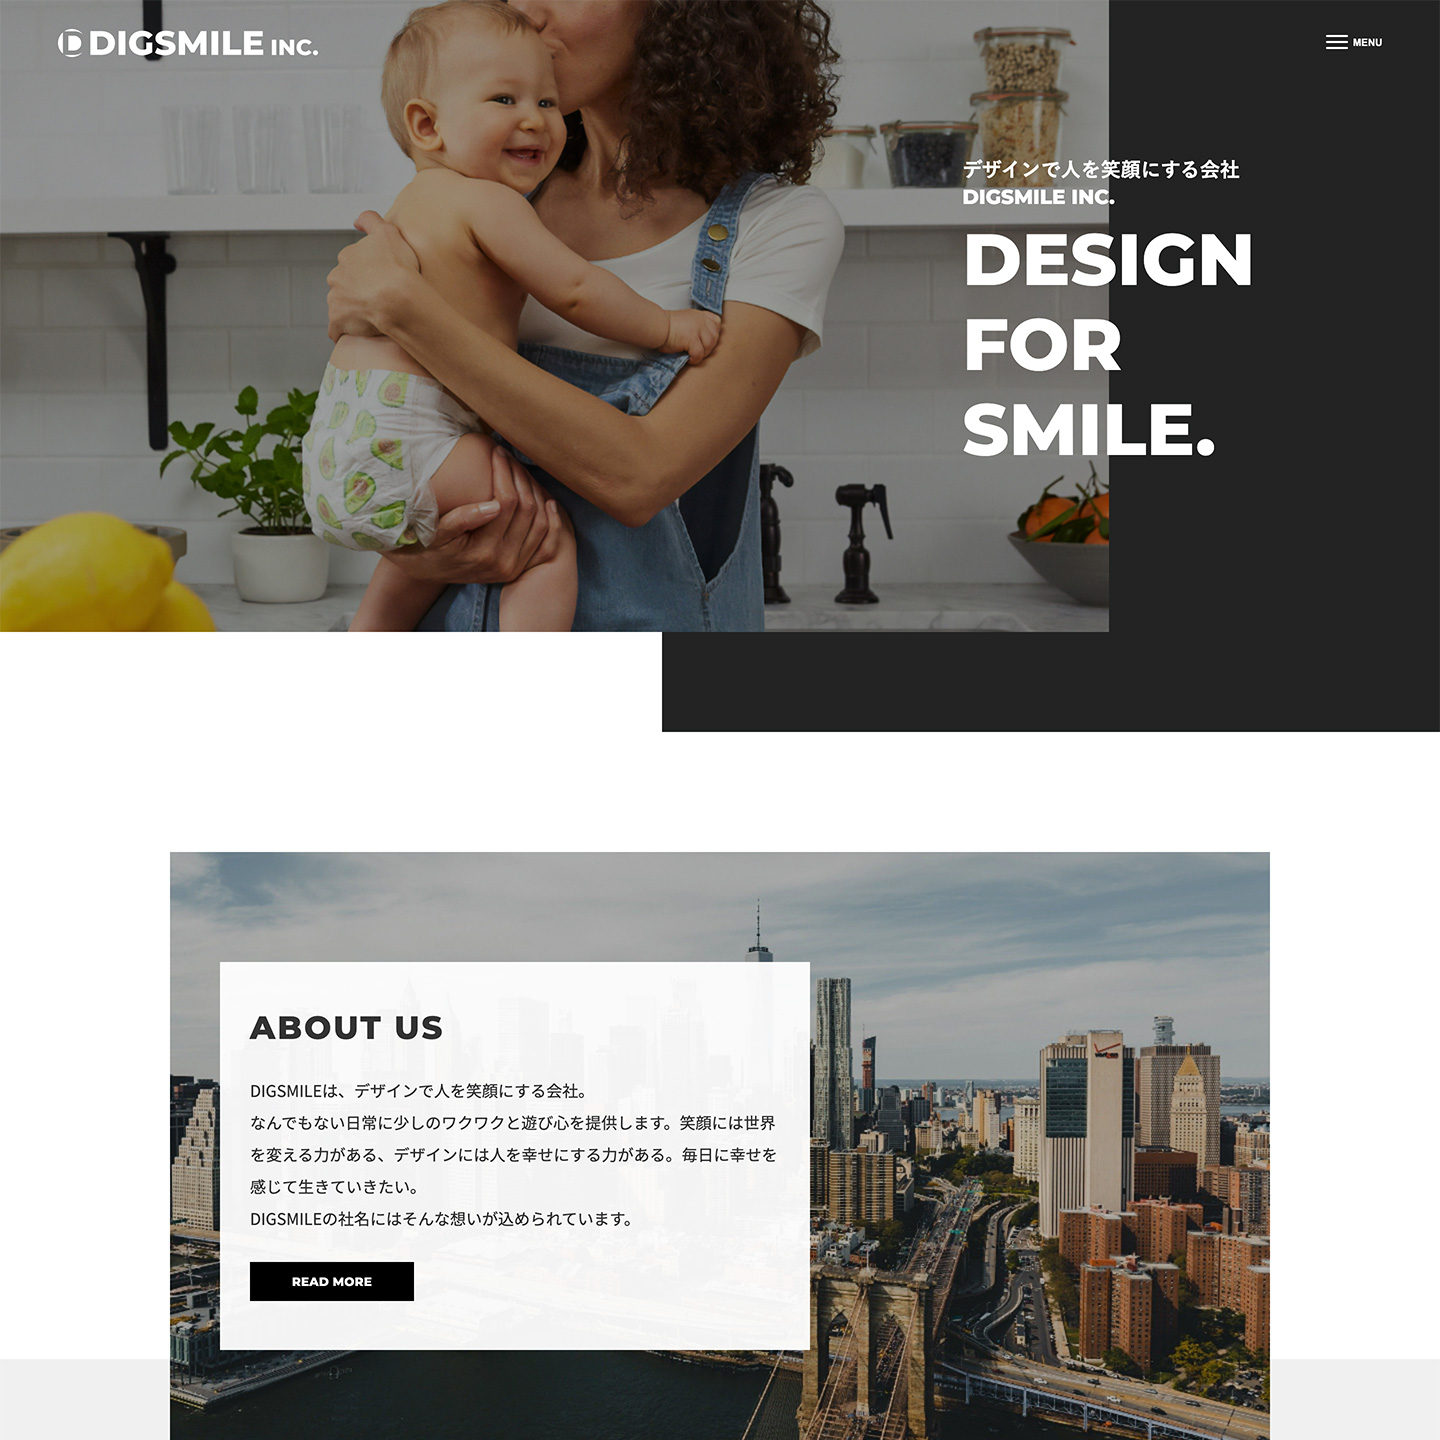 DIGSMILE INC.
MENU
デザインで人を笑顔にする会社
DIGSMILE INC.
DESIGN
FOR
SMILE.
ABOUT US
DIGSMILEは、デザインで人を笑顔にする会社。
なんでもない日常に少しのワクワクと遊び心を提供します。笑顔には世界
を変える力がある、デザインには人を幸せにする力がある。毎日に幸せを
感じて生きていきたい。
DIGSMILEの社名にはそんな想いが込められています。
READ MORE
verizon